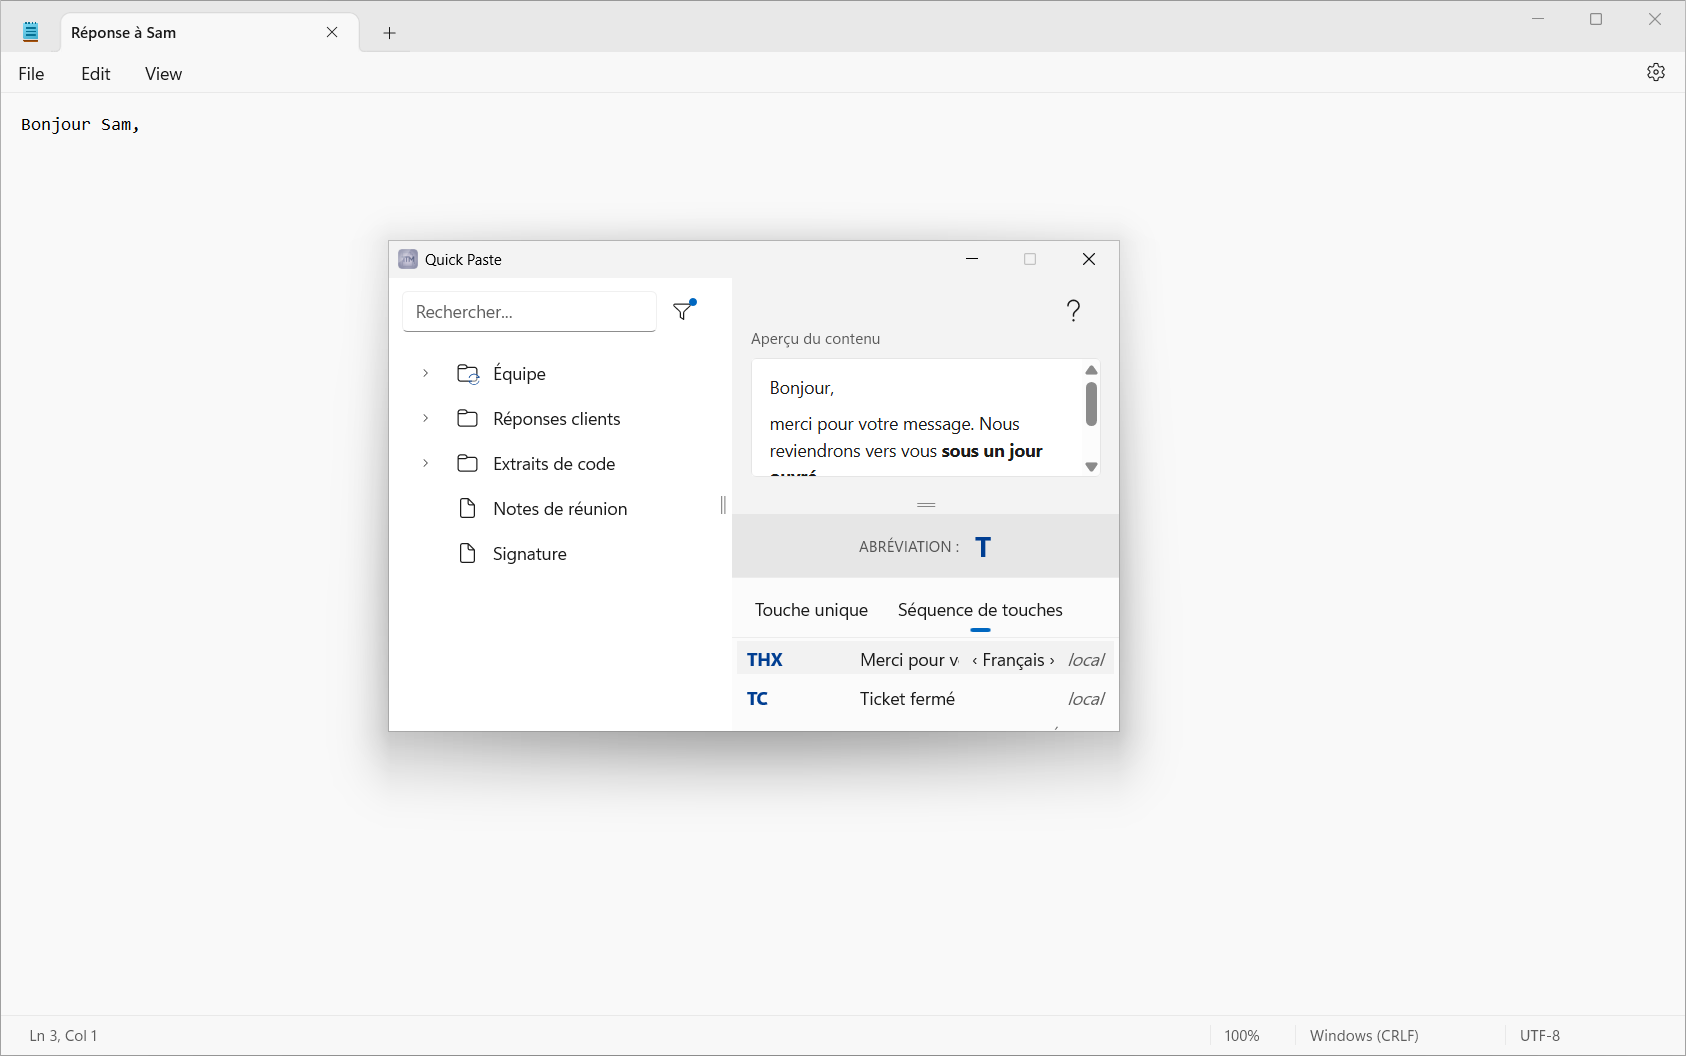 Réponse à Sam
File Edit View
Bonjour Sam,
JTM Quick Paste
Rechercher...
Équipe
Réponses clients
Extraits de code
Notes de réunion
Signature
?
Aperçu du contenu
Bonjour,
merci pour votre message. Nous
reviendrons vers vous sous un jour
ouvré
ABRÉVIATION : T
Touche unique Séquence de touches
THX Merci pour v ‹ Français › local
TC Ticket fermé local
Ln 3, Col 1 100% Windows (CRLF) UTF-8